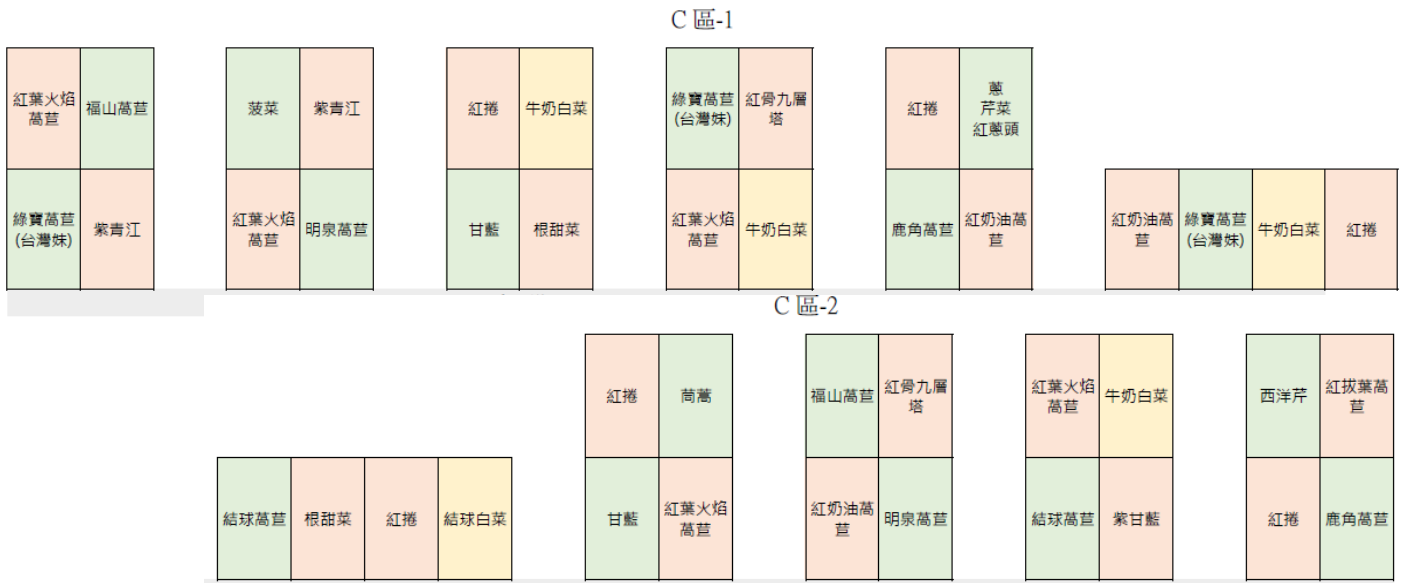 C 區-1
紅葉火焰
萵苣
福山萵苣
菠菜
紫青江
紅捲
牛奶白菜
綠寶萵苣
(台灣妹)
紅骨九層
塔
紅捲
蔥
芹菜
紅蔥頭
綠寶萵苣
(台灣妹)
紫青江
紅葉火焰
萵苣
明泉萵苣
甘藍
根甜菜
紅葉火焰
萵苣
牛奶白菜
鹿角萵苣
紅奶油萵
苣
紅奶油萵
苣
綠寶萵苣
(台灣妹)
牛奶白菜
紅捲
C 區-2
紅捲
茼蒿
福山萵苣
紅骨九層
塔
紅葉火焰
萵苣
牛奶白菜
西洋芹
紅拔葉萵
苣
結球萵苣
根甜菜
紅捲
結球白菜
甘藍
紅葉火焰
萵苣
紅奶油萵
苣
明泉萵苣
結球萵苣
紫甘藍
紅捲
鹿角萵苣